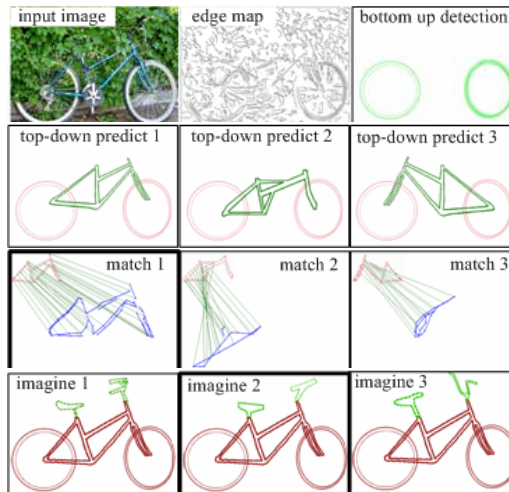 input image
edge map
bottom up detection
top-down predict 1
top-down predict 2
top-down predict 3
match 1
match 2
match 3
imagine 1
imagine 2
imagine 3